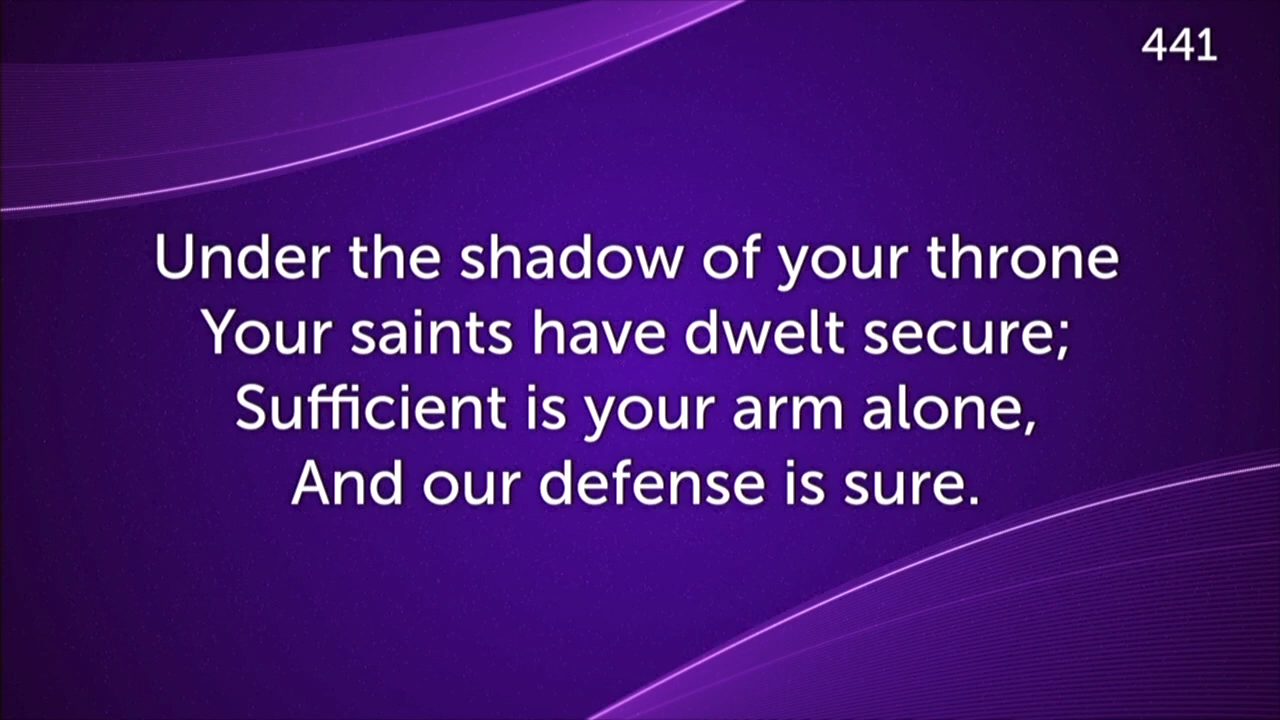 441
Under the shadow of your throne
Your saints have dwelt secure;
Sufficient is your arm alone,
And our defense is sure.